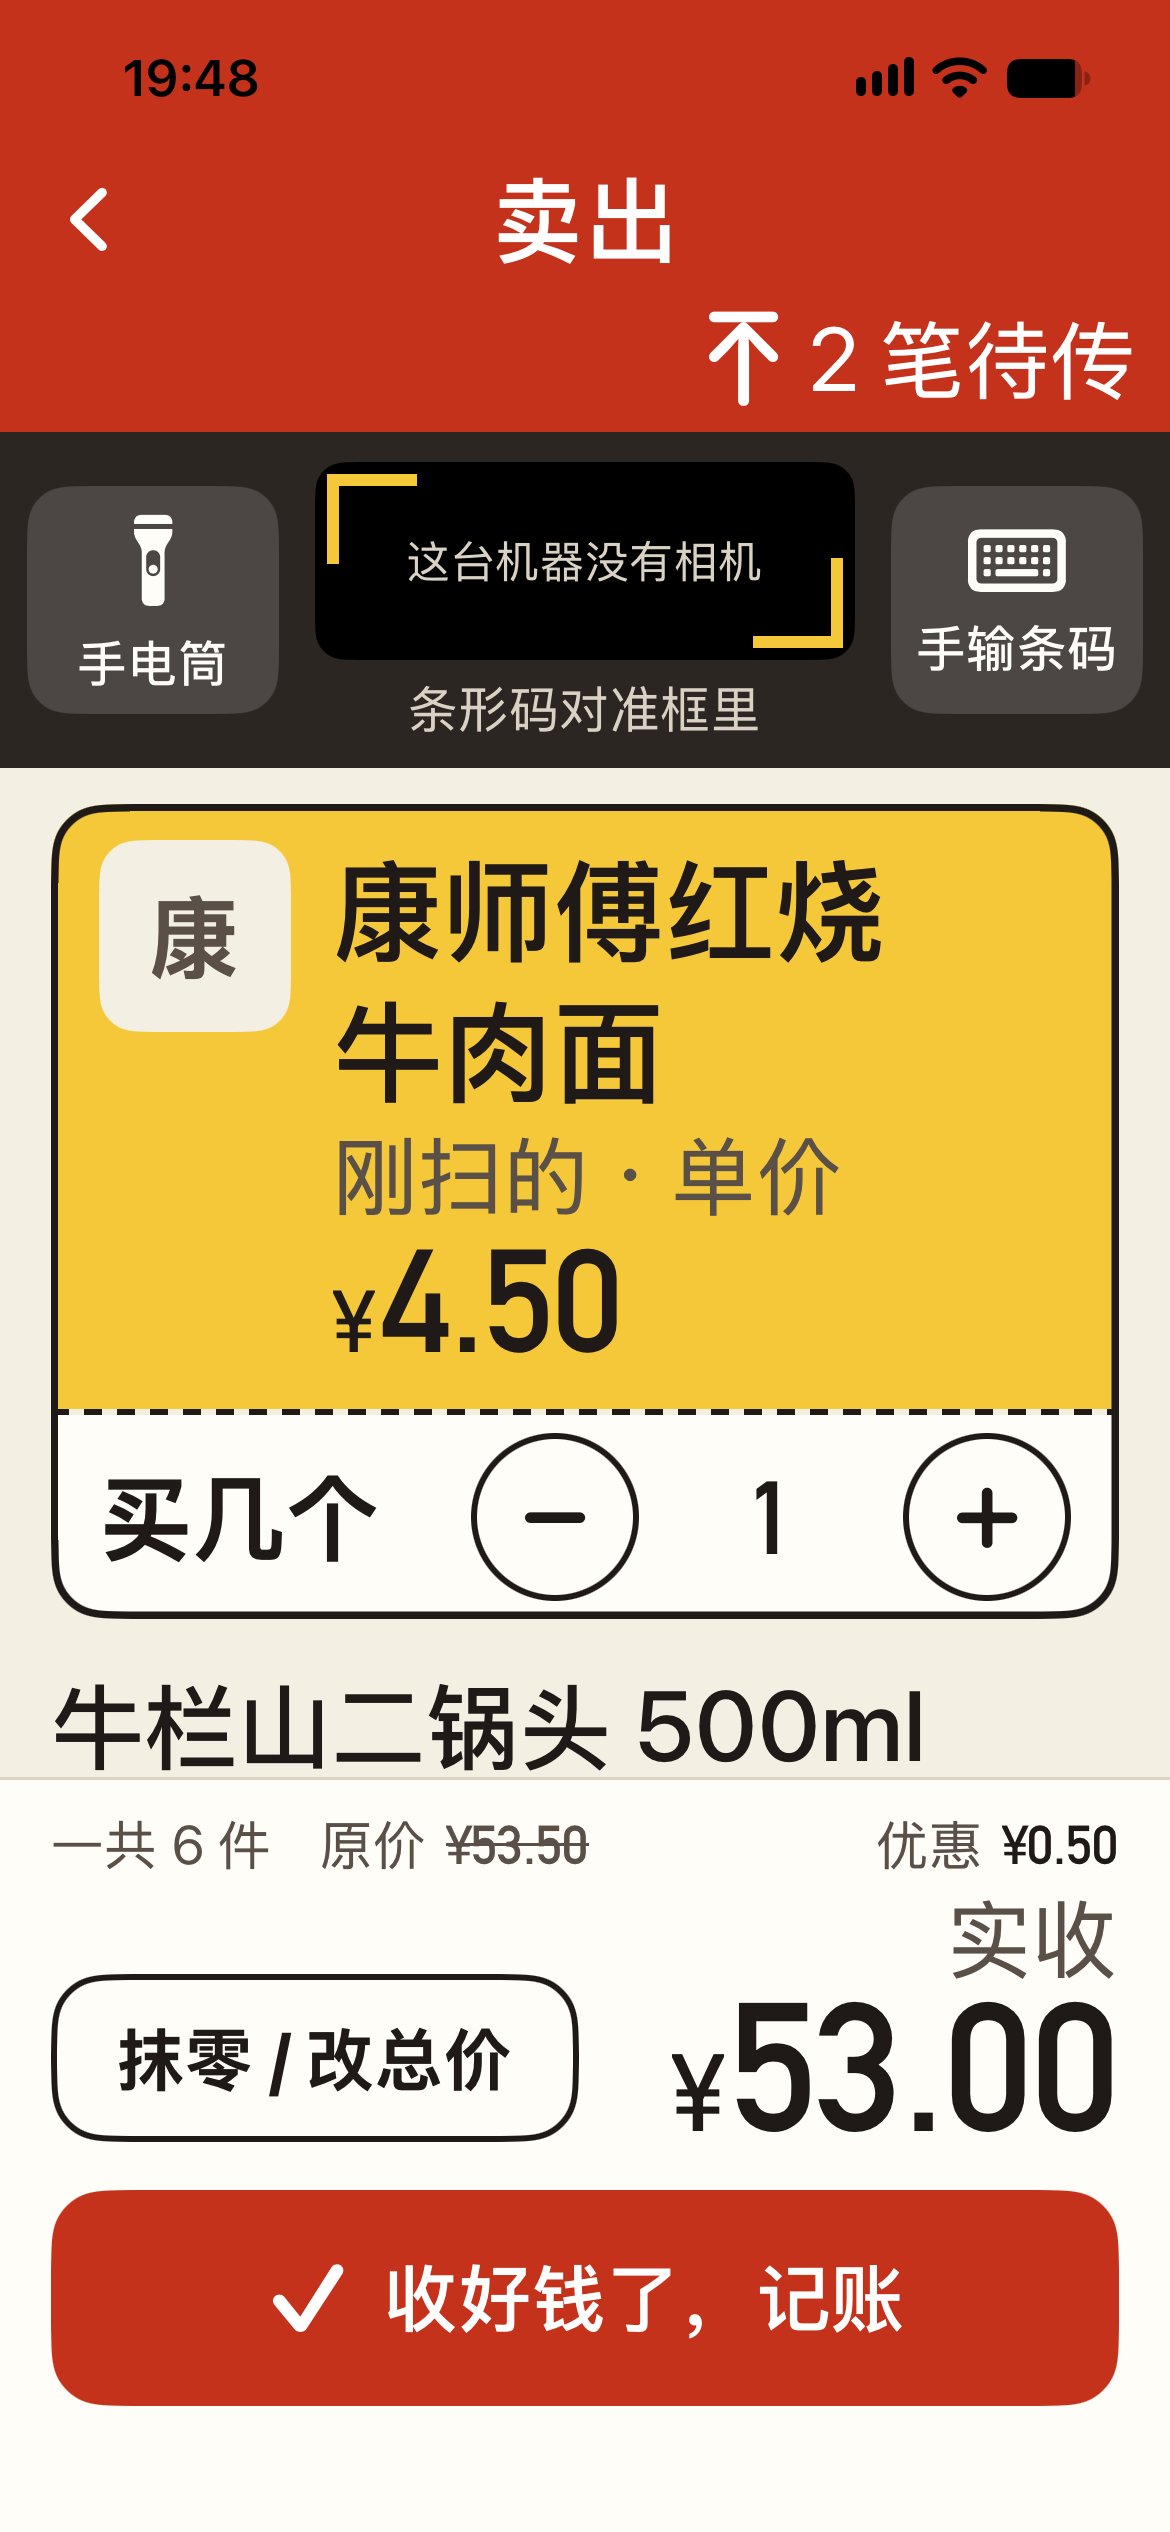 19:48
卖出
2 笔待传
这台机器没有相机
手电筒
手输条码
条形码对准框里
康
康师傅红烧
牛肉面
刚扫的 · 单价
¥4.50
买几个 1
牛栏山二锅头 500ml
一共 6 件 原价 ¥53.50 优惠 ¥0.50
实收
抹零 / 改总价
¥53.00
收好钱了，记账